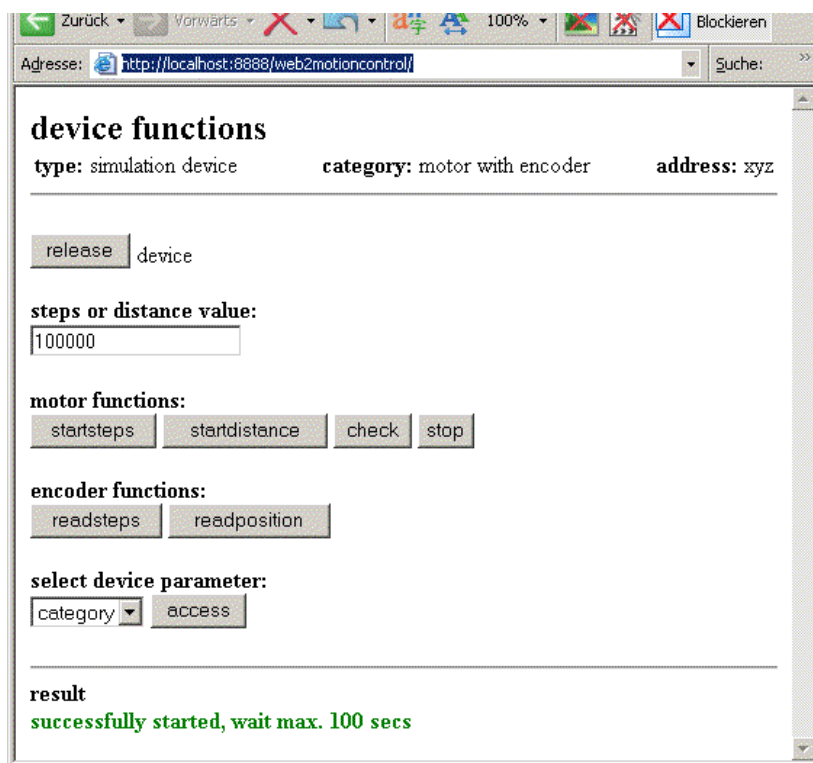 Zurück Vorwärts 100% Blockieren
Adresse: http://localhost:8888/web2motioncontrol/ Suche:
device functions
type: simulation device category: motor with encoder address: xyz
release device
steps or distance value:
100000
motor functions:
startsteps startdistance check stop
encoder functions:
readsteps readposition
select device parameter:
category access
result
successfully started, wait max. 100 secs